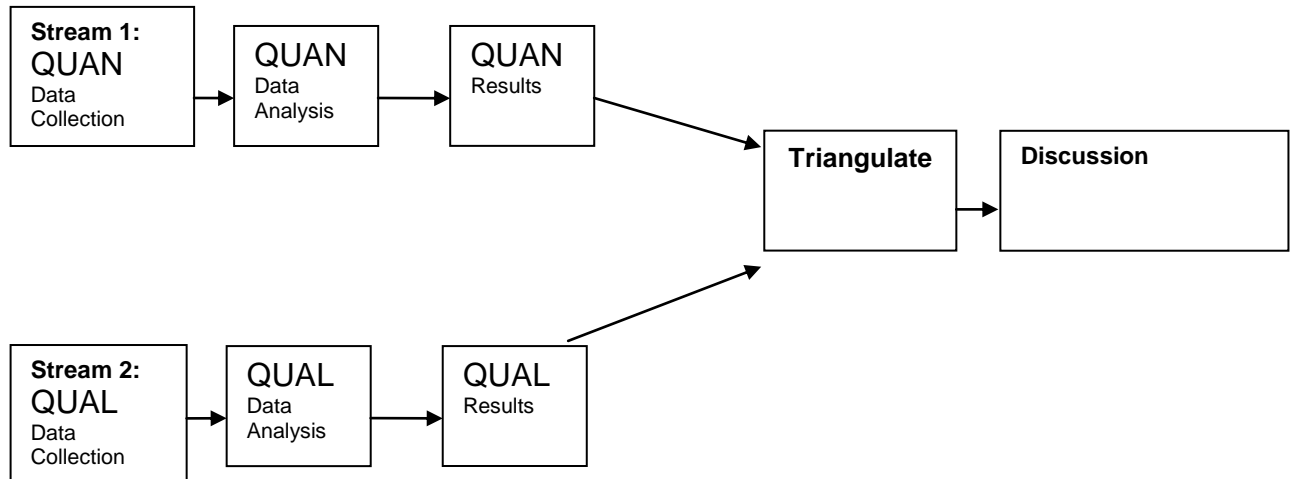 Stream 1:
QUAN
Data
Collection
QUAN
Data
Analysis
QUAN
Results
Triangulate
Discussion
Stream 2:
QUAL
Data
Collection
QUAL
Data
Analysis
QUAL
Results